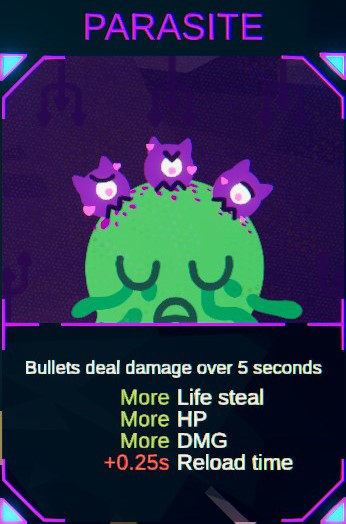 PARASITE
Bullets deal damage over 5 seconds
More Life steal
More HP
More DMG
+0.25s Reload time